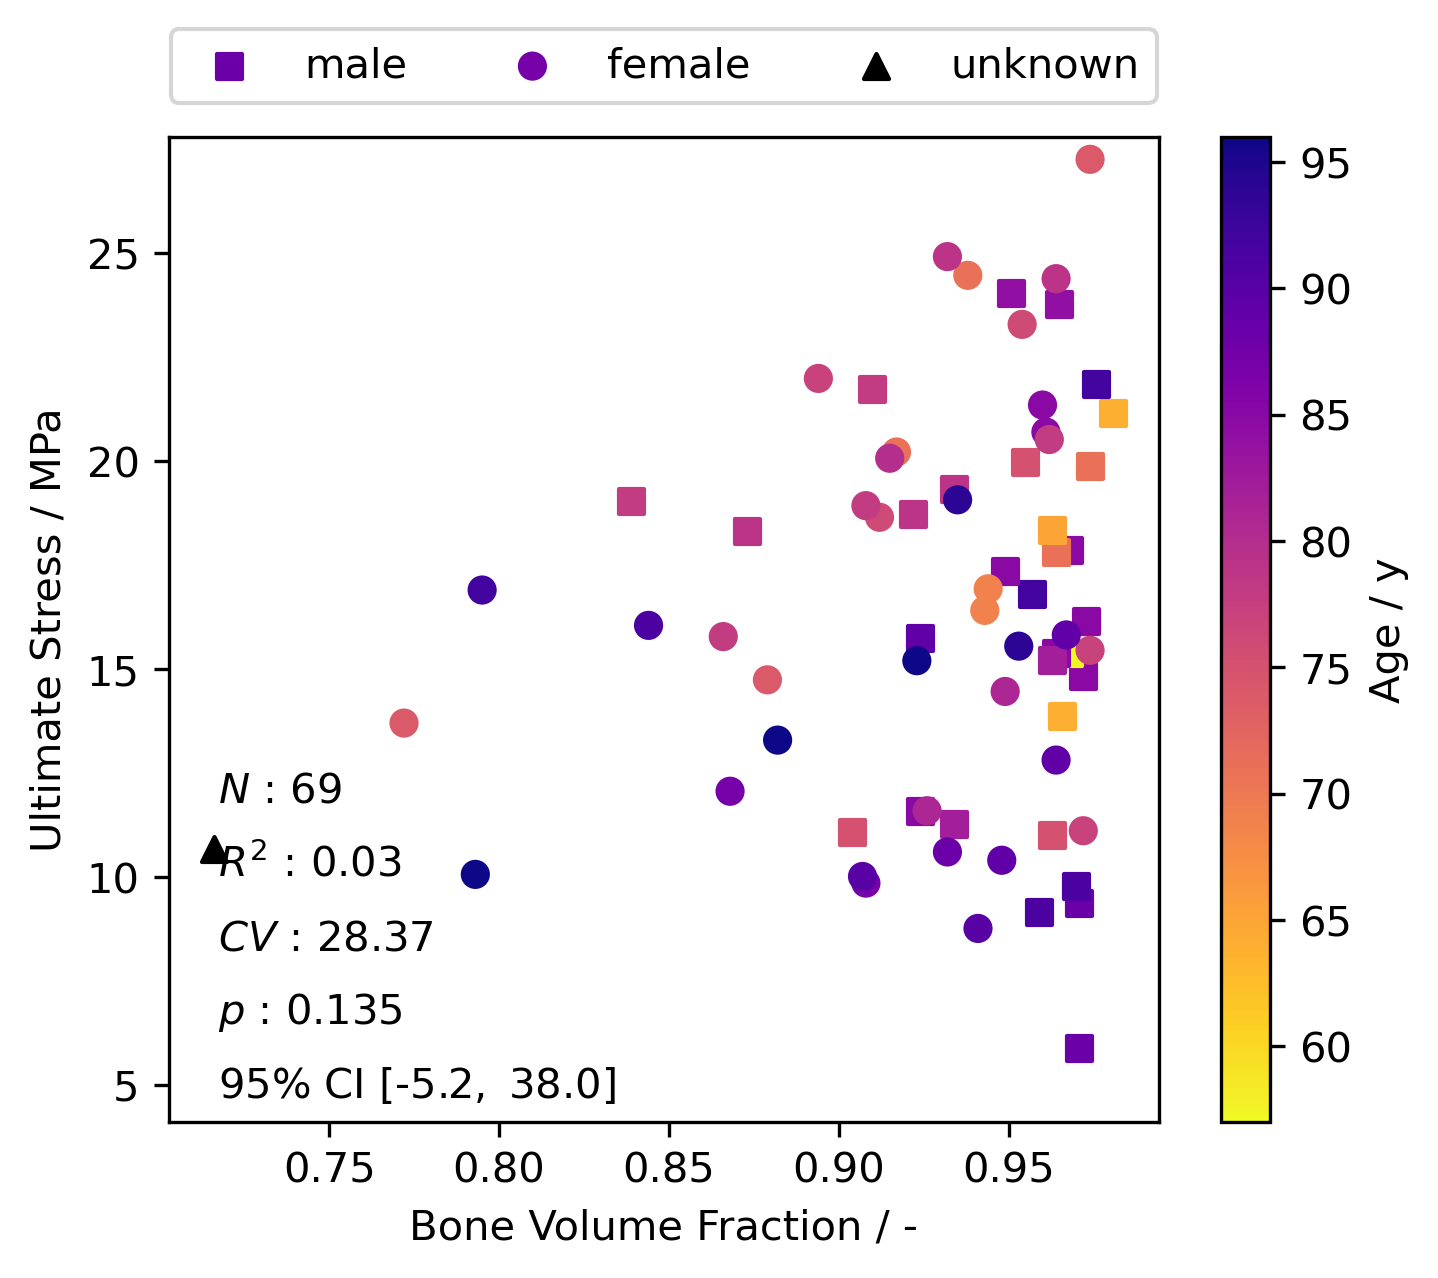 male female unknown
25
20
15
10
5
Ultimate Stress / MPa
N : 69
R² : 0.03
CV : 28.37
p : 0.135
95% CI [-5.2, 38.0]
0.75 0.80 0.85 0.90 0.95
Bone Volume Fraction / -
95
90
85
80
75
70
65
60
Age / y